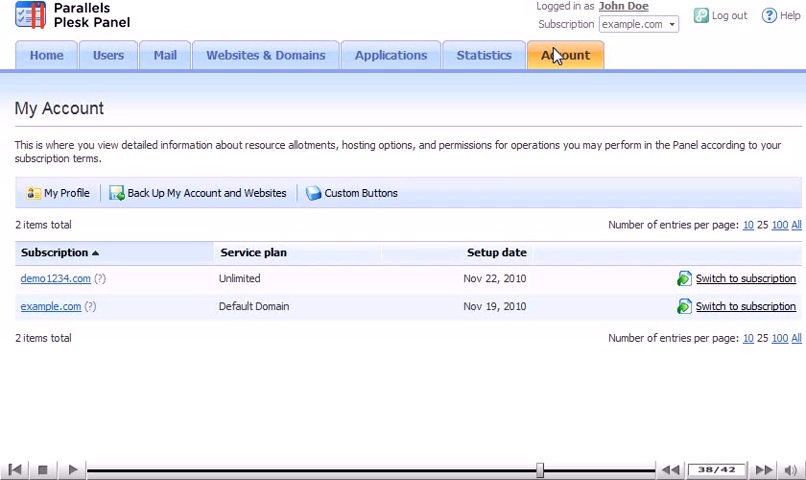 Parallels
Plesk Panel
Logged in as John Doe
Subscription example.com
Log out
Help
Home
Users
Mail
Websites & Domains
Applications
Statistics
Account
My Account
This is where you view detailed information about resource allotments, hosting options, and permissions for operations you may perform in the Panel according to your
subscription terms.
My Profile
Back Up My Account and Websites
Custom Buttons
2 items total
Number of entries per page: 10 25 100 All
Subscription Service plan Setup date
demo1234.com (?) Unlimited Nov 22, 2010 Switch to subscription
example.com (?) Default Domain Nov 19, 2010 Switch to subscription
2 items total
Number of entries per page: 10 25 100 All
38/42